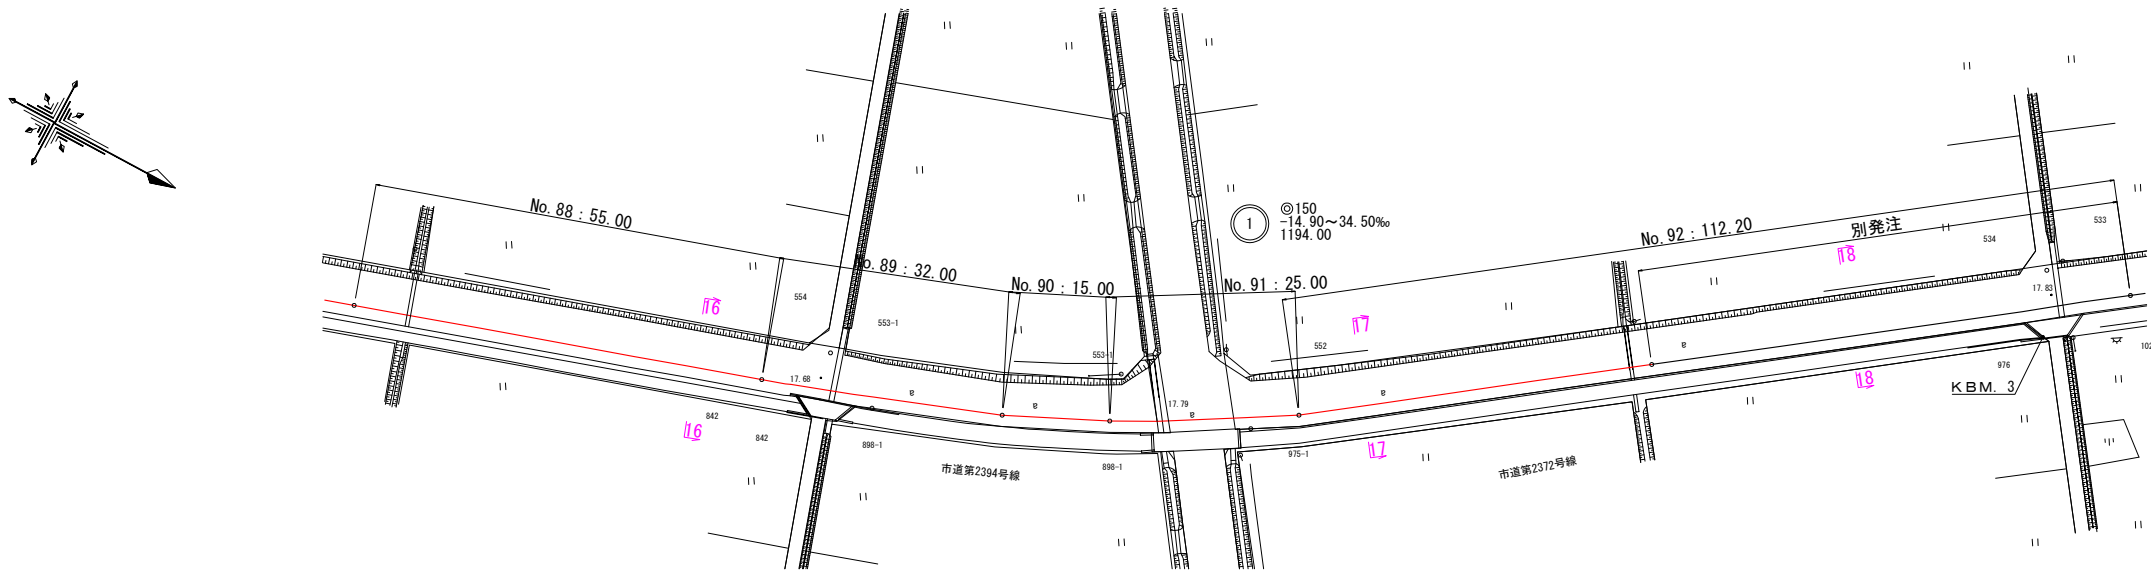 No. 88 : 55.00
No. 89 : 32.00
No. 90 : 15.00
No. 91 : 25.00
No. 92 : 112.20
別発注
1
◎150
-14.90～34.50‰
1194.00
16
17
18
554
553-1
553-1
552
534
533
17.68
17.79
17.83
a
a
a
a
a
842
842
898-1
898-1
975-1
976
102
16
17
18
KBM. 3
市道第2394号線
市道第2372号線